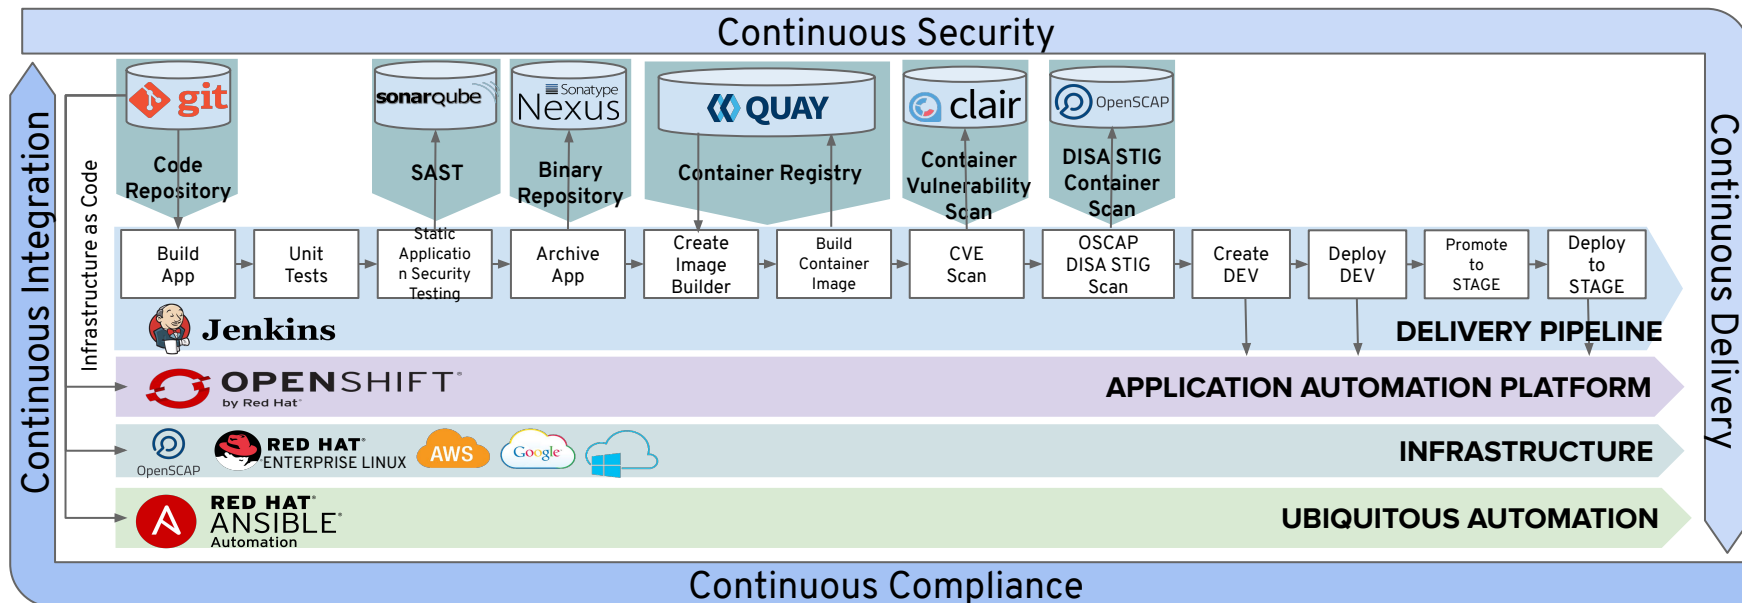 Continuous Security
Continuous Integration
Infrastructure as Code
git
Code
Repository
sonarqube
SAST
Sonatype
Nexus
Binary
Repository
QUAY
Container Registry
clair
Container
Vulnerability
Scan
OpenSCAP
DISA STIG
Container
Scan
Continuous Delivery
Build
App
Unit
Tests
Static
Applicatio
n Security
Testing
Archive
App
Create
Image
Builder
Build
Container
Image
CVE
Scan
OSCAP
DISA STIG
Scan
Create
DEV
Deploy
DEV
Promote
to
STAGE
Deploy
to
STAGE
Jenkins
DELIVERY PIPELINE
OPENSHIFT®
by Red Hat®
APPLICATION AUTOMATION PLATFORM
OpenSCAP
RED HAT®
ENTERPRISE LINUX
AWS
Google
INFRASTRUCTURE
RED HAT®
ANSIBLE®
Automation
UBIQUITOUS AUTOMATION
Continuous Compliance